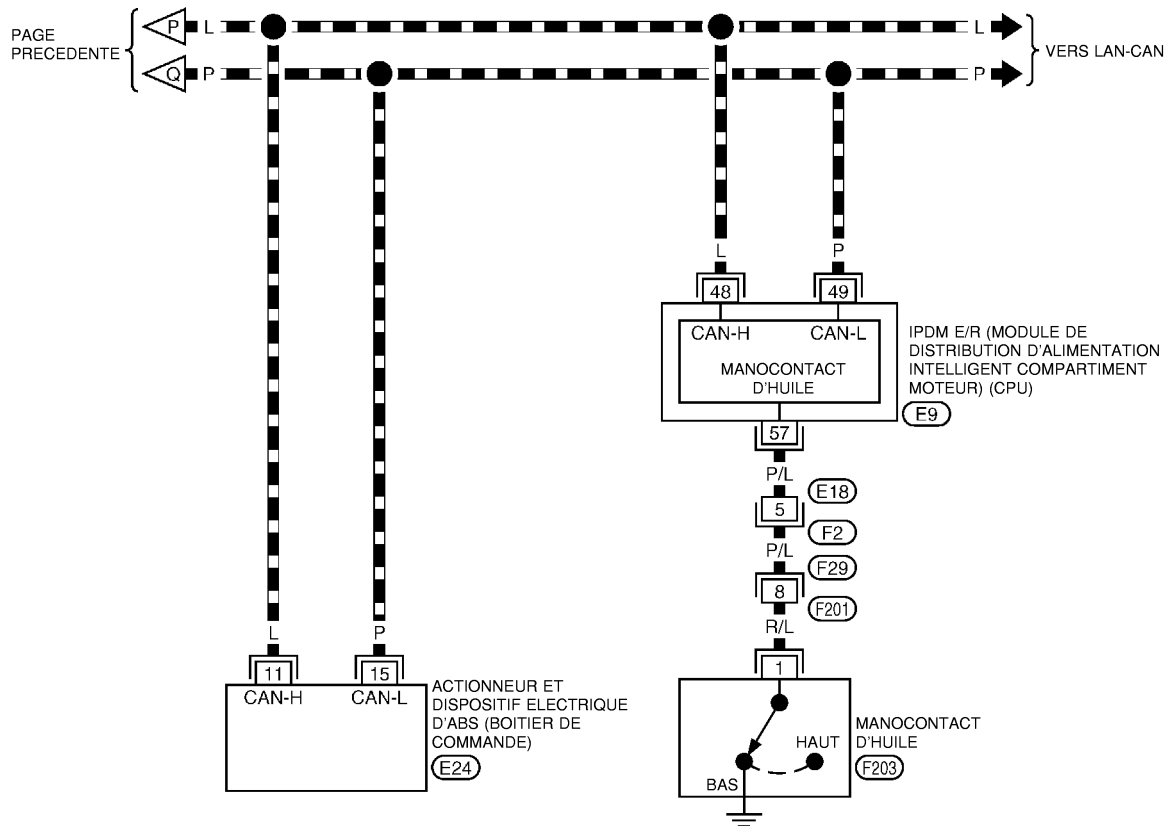 PAGE
PRECEDENTE
P
L
L
Q
P
P
VERS LAN-CAN
L
P
48
49
CAN-H
CAN-L
MANOCONTACT
D'HUILE
IPDM E/R (MODULE DE
DISTRIBUTION D'ALIMENTATION
INTELLIGENT COMPARTIMENT
MOTEUR) (CPU)
E9
57
P/L
E18
5
F2
P/L
F29
8
F201
R/L
L
P
11
15
CAN-H
CAN-L
ACTIONNEUR ET
DISPOSITIF ELECTRIQUE
D'ABS (BOITIER DE
COMMANDE)
E24
1
BAS
HAUT
MANOCONTACT
D'HUILE
F203